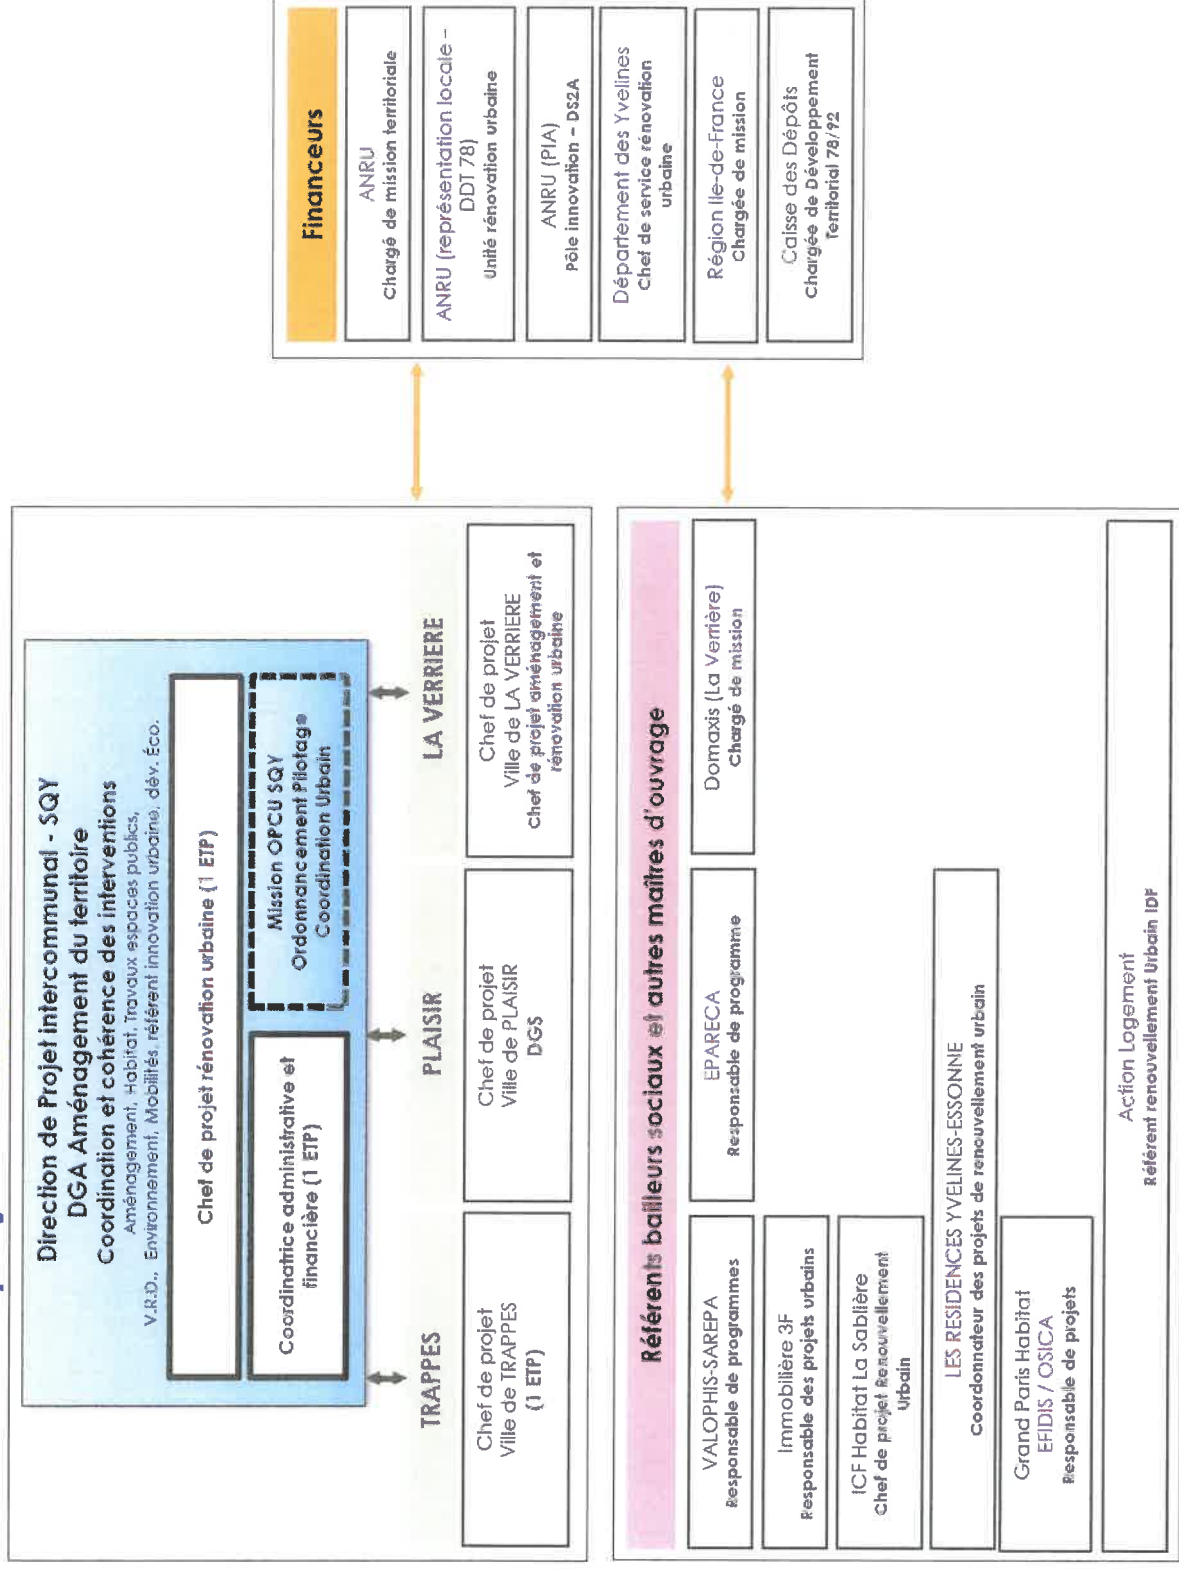 Direction de Projet intercommunal - SQY
DGA Aménagement du territoire
Coordination et cohérence des interventions
Aménagement, Habitat, Travaux espaces publics,
V.R.D., Environnement, Mobilités, référent innovation urbaine, dév. Éco.
Chef de projet rénovation urbaine (1 ETP)
Coordinatrice administrative et
financière (1 ETP)
Mission OPCU SQY
Ordonnancement Pilotage
Coordination Urbain
TRAPPES
PLAISIR
LA VERRIERE
Chef de projet
Ville de TRAPPES
(1 ETP)
Chef de projet
Ville de PLAISIR
DGS
Chef de projet
Ville de LA VERRIERE
Chef de projet aménagement et
rénovation urbaine
Référents bailleurs sociaux et autres maîtres d'ouvrage
VALOPHIS-SAREPA
Responsable de programmes
EPARECA
Responsable de programme
Domaxis (La Verrière)
Chargé de mission
Immobilière 3F
Responsable des projets urbains
ICF Habitat La Sablière
Chef de projet Renouvellement
Urbain
LES RESIDENCES YVELINES-ESSONNE
Coordonnateur des projets de renouvellement urbain
Grand Paris Habitat
EFIDIS / OSICA
Responsable de projets
Action Logement
Référent renouvellement Urbain IDF
Financeurs
ANRU
Chargé de mission territoriale
ANRU (représentation locale –
DDT 78)
Unité rénovation urbaine
ANRU (PIA)
Pôle innovation – DS2A
Département des Yvelines
Chef de service rénovation
urbaine
Région Ile-de-France
Chargée de mission
Caisse des Dépôts
Chargée de Développement
Territorial 78/92